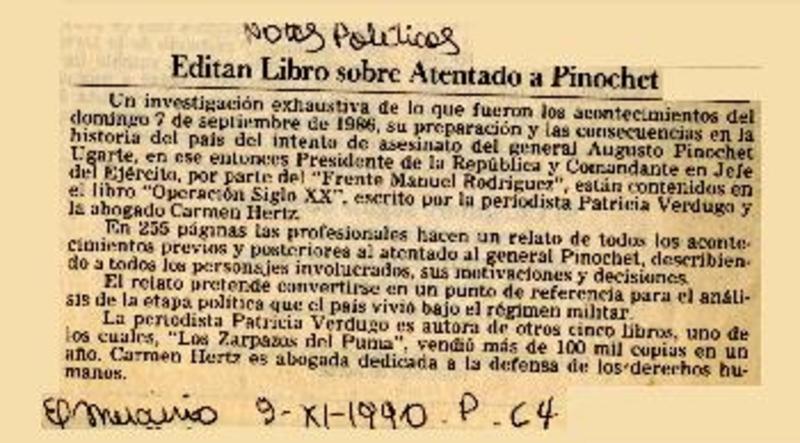 Notas Políticas
Editan Libro sobre Atentado a Pinochet
Un investigación exhaustiva de lo que fueron los acontecimientos del
domingo 7 de septiembre de 1986, su preparación y las consecuencias en la
historia del país del intento de asesinato del general Augusto Pinochet
Ugarte, en ese entonces Presidente de la República y Comandante en Jefe
del Ejército, por parte del "Frente Manuel Rodríguez", están contenidos en
el libro "Operación Siglo XX", escrito por la periodista Patricia Verdugo y
la abogado Carmen Hertz.
En 255 páginas las profesionales hacen un relato de todos los aconte-
cimientos previos y posteriores al atentado al general Pinochet, describien-
do a todos los personajes involucrados, sus motivaciones y decisiones.
El relato pretende convertirse en un punto de referencia para el análi-
sis de la etapa política que el país vivió bajo el régimen militar.
La periodista Patricia Verdugo es autora de otros cinco libros, uno de
los cuales, "Los Zarpazos del Puma", vendió más de 100 mil copias en un
año. Carmen Hertz es abogada dedicada a la defensa de los derechos hu-
manos.
El Mercurio 9-XI-1990. P. C4